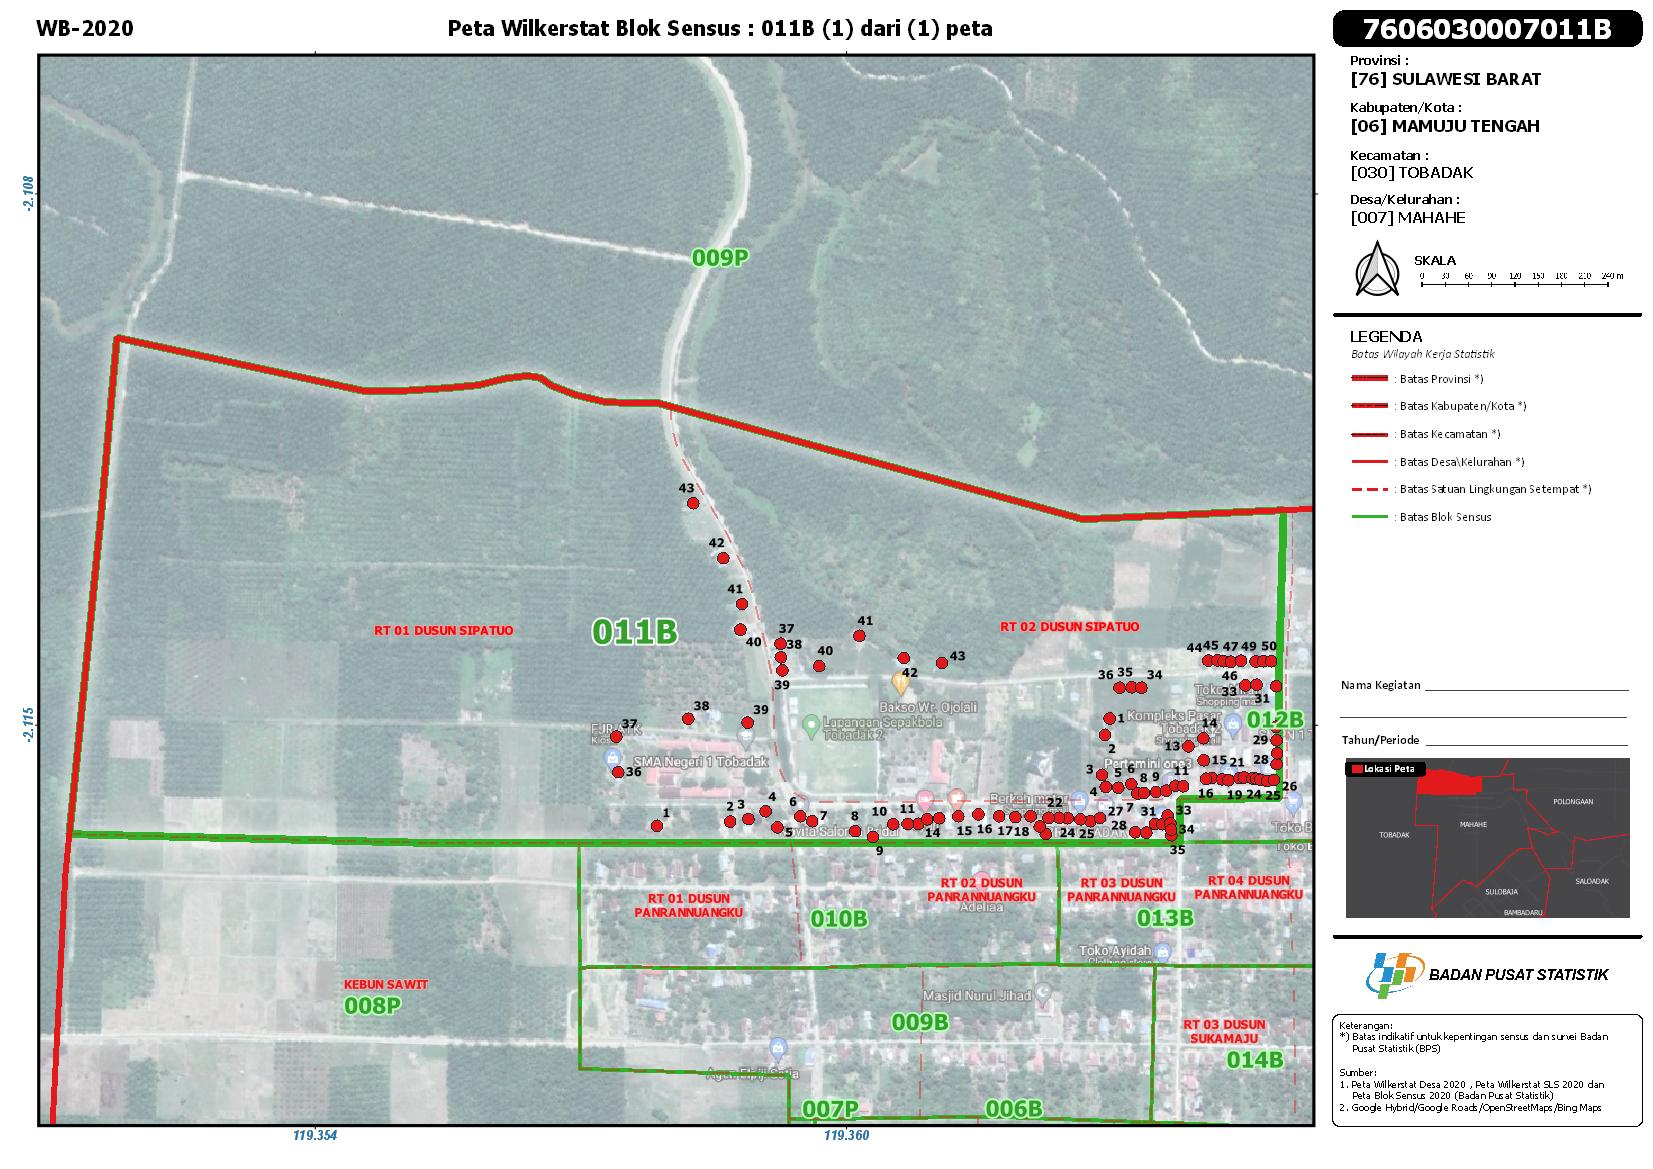 WB-2020
Peta Wilkerstat Blok Sensus : 011B (1) dari (1) peta
7606030007011B
Provinsi :
[76] SULAWESI BARAT
Kabupaten/Kota :
[06] MAMUJU TENGAH
Kecamatan :
[030] TOBADAK
Desa/Kelurahan :
[007] MAHAHE
SKALA
0 30 60 90 120 150 180 210 240 m
LEGENDA
Batas Wilayah Kerja Statistik
: Batas Provinsi *)
: Batas Kabupaten/Kota *)
: Batas Kecamatan *)
: Batas Desa\Kelurahan *)
: Batas Satuan Lingkungan Setempat *)
: Batas Blok Sensus
Nama Kegiatan
Tahun/Periode
Lokasi Peta
POLONGAAN
TOBADAK
MAHAHE
SALOADAK
SULOBAJA
BAMBADARU
BADAN PUSAT STATISTIK
Keterangan:
*) Batas indikatif untuk kepentingan sensus dan survei Badan
Pusat Statistik (BPS)
Sumber:
1. Peta Wilkerstat Desa 2020 , Peta Wilkerstat SLS 2020 dan
Peta Blok Sensus 2020 (Badan Pusat Statistik)
2. Google Hybrid/Google Roads/OpenStreetMaps/Bing Maps
-2.108
-2.115
119.354
119.360
009P
43
42
41
40
37
38
39
40
41
42
43
RT 01 DUSUN SIPATUO
011B
RT 02 DUSUN SIPATUO
44 45 47 49 50
46
33 31
36 35 34
Bakso Wr. Ojolali
Lapangan Sepakbola
Tobadak 2
Kompleks Pasar
Tobadak 2
012B
38
39
37
36
SMA Negeri 1 Tobadak
1
2
13
14
29
28
Pertamini one3
3 4 5 6 7 8 9 11
15 21
16 19 24 25 26
1 2 3 4 5 6 7 8 9 10 11 14 15 16 17 18 22 24 25 27 28 31 33 34 35
RT 01 DUSUN
PANRANNUANGKU
010B
RT 02 DUSUN
PANRANNUANGKU
Adeliaa
RT 03 DUSUN
PANRANNUANGKU
013B
RT 04 DUSUN
PANRANNUANGKU
Toko Ayidah
KEBUN SAWIT
008P
Masjid Nurul Jihad
009B
RT 03 DUSUN
SUKAMAJU
014B
Agen Elpiji Setia
007P
006B